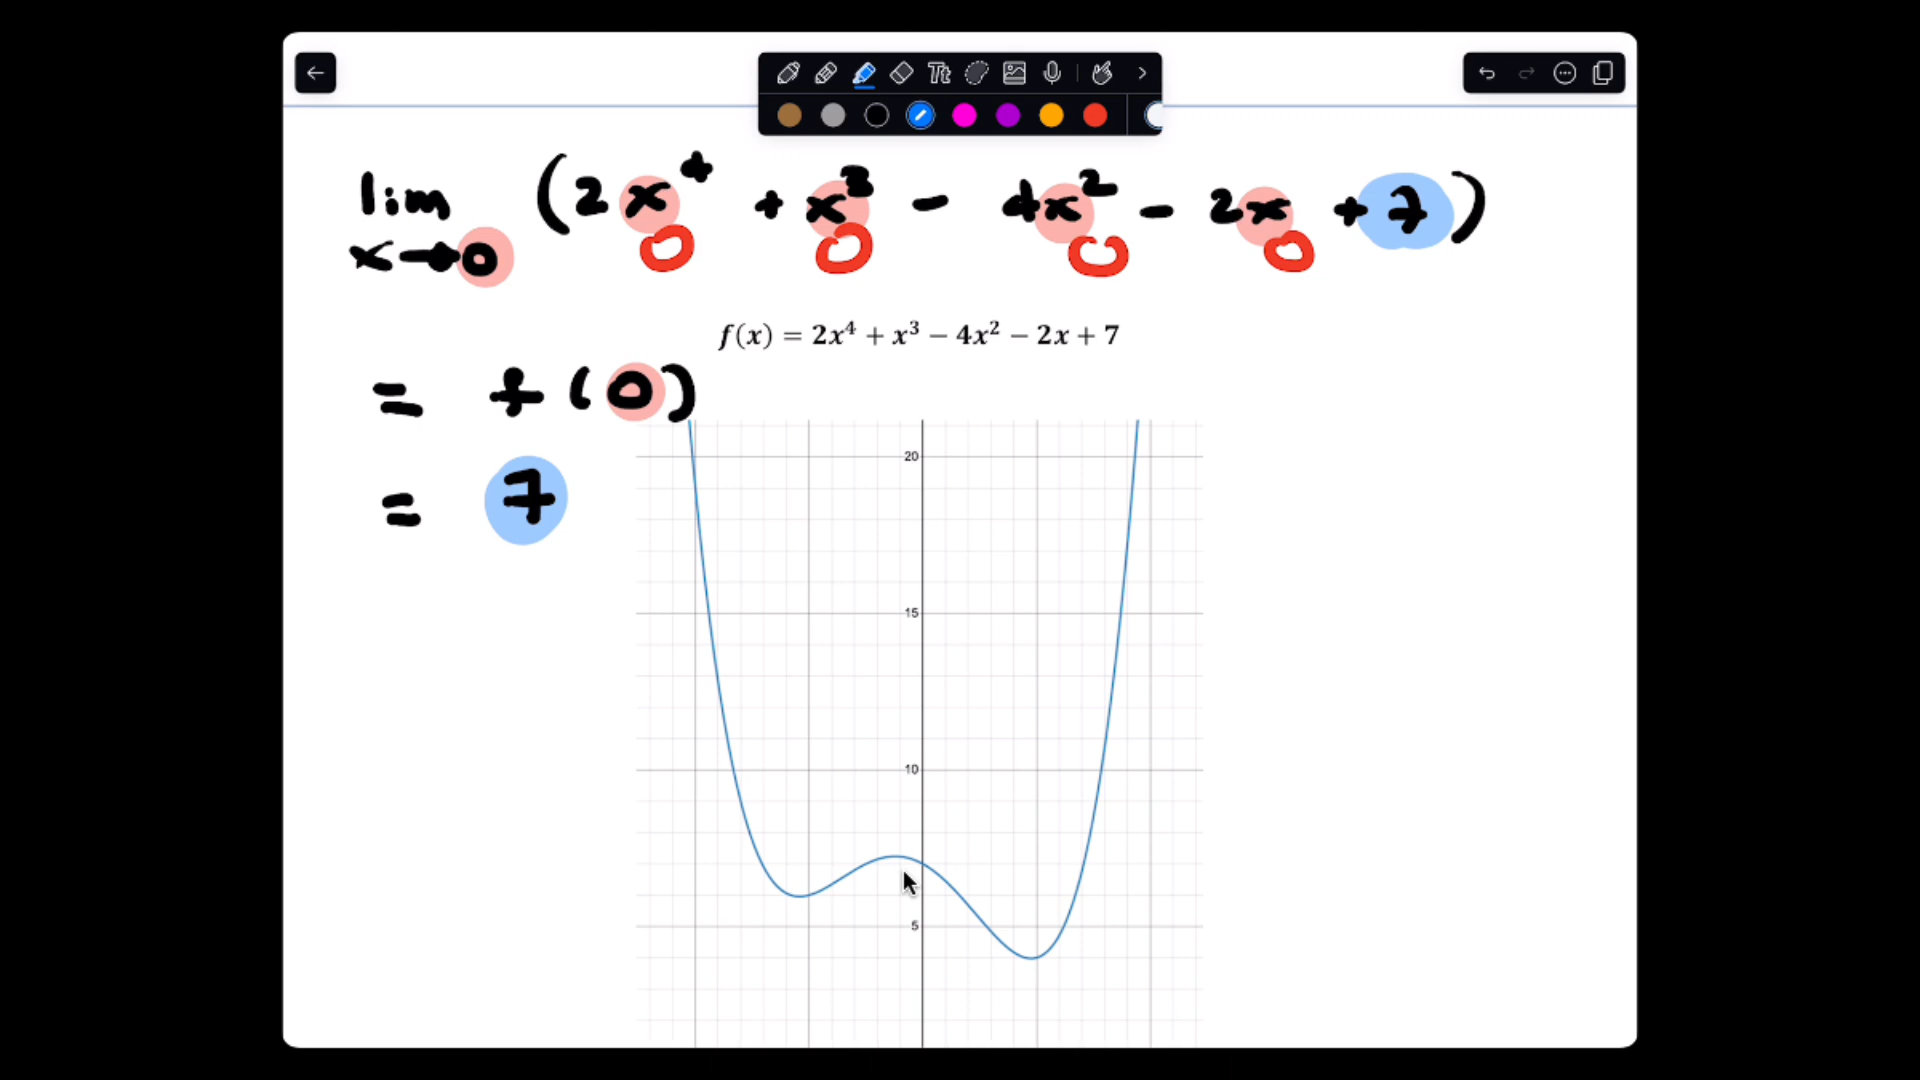 Tt
lim (2x⁴ + x³ - 4x² - 2x + 7)
x→0 0 0 0 0
f(x) = 2x⁴ + x³ − 4x² − 2x + 7
= f(0)
= 7
20
15
10
5